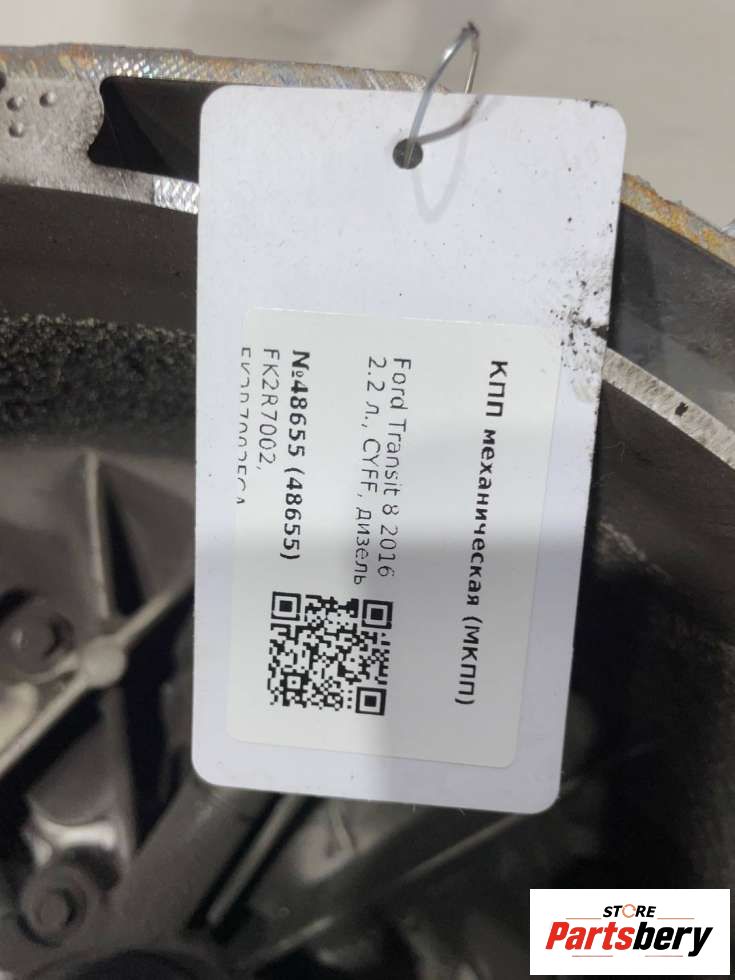 КПП механическая (МКПП)
Ford Transit 8 2016
2.2 л., CYFF, дизель
№48655 (48655)
FK2R7002,
STORE
Partsbery